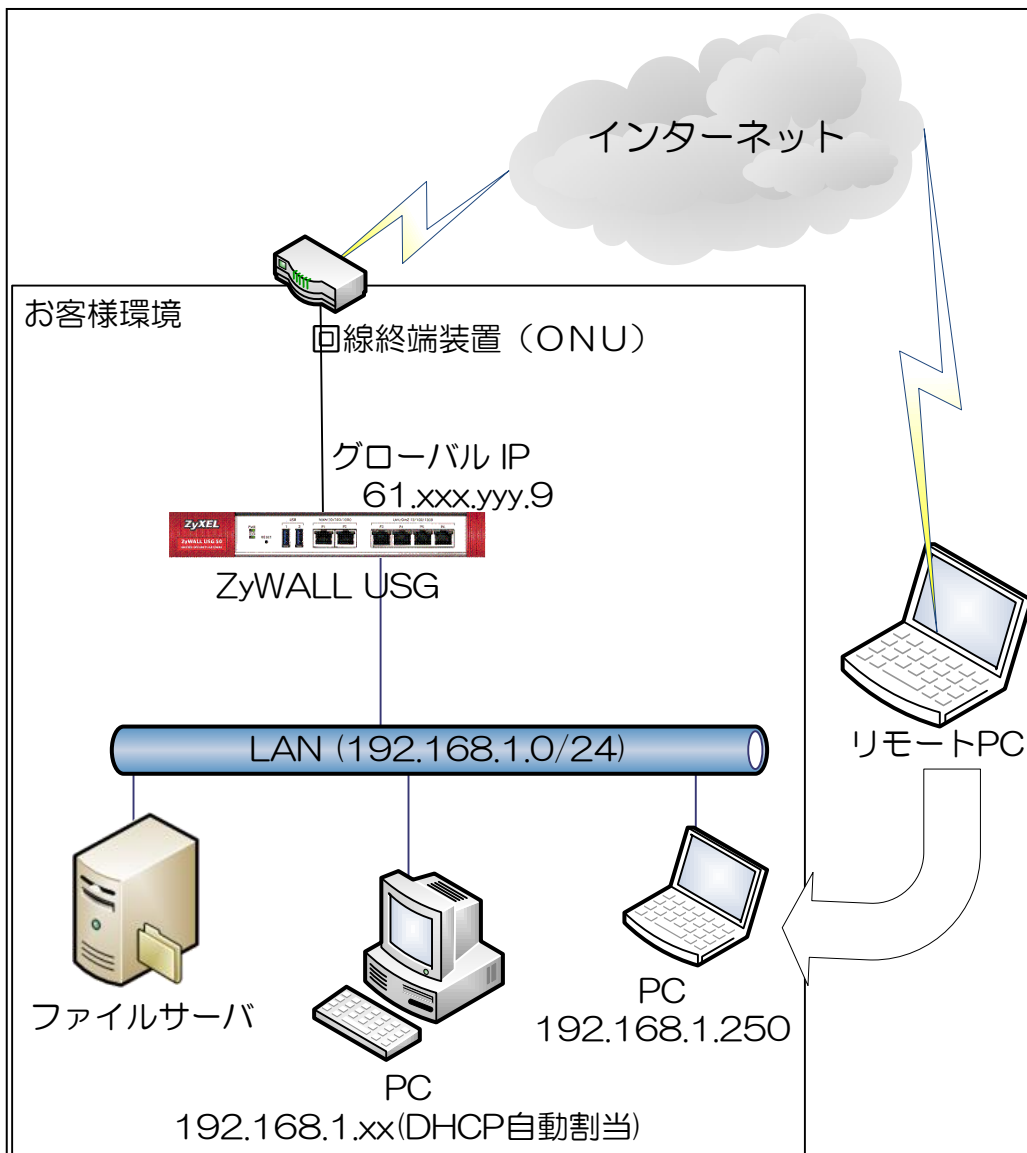 インターネット
お客様環境
回線終端装置(ONU)
グローバル IP
61.xxx.yyy.9
ZyXEL
ZyWALL USG 50
ZyWALL USG
LAN (192.168.1.0/24)
リモートPC
ファイルサーバ
PC
192.168.1.250
PC
192.168.1.xx(DHCP自動割当)